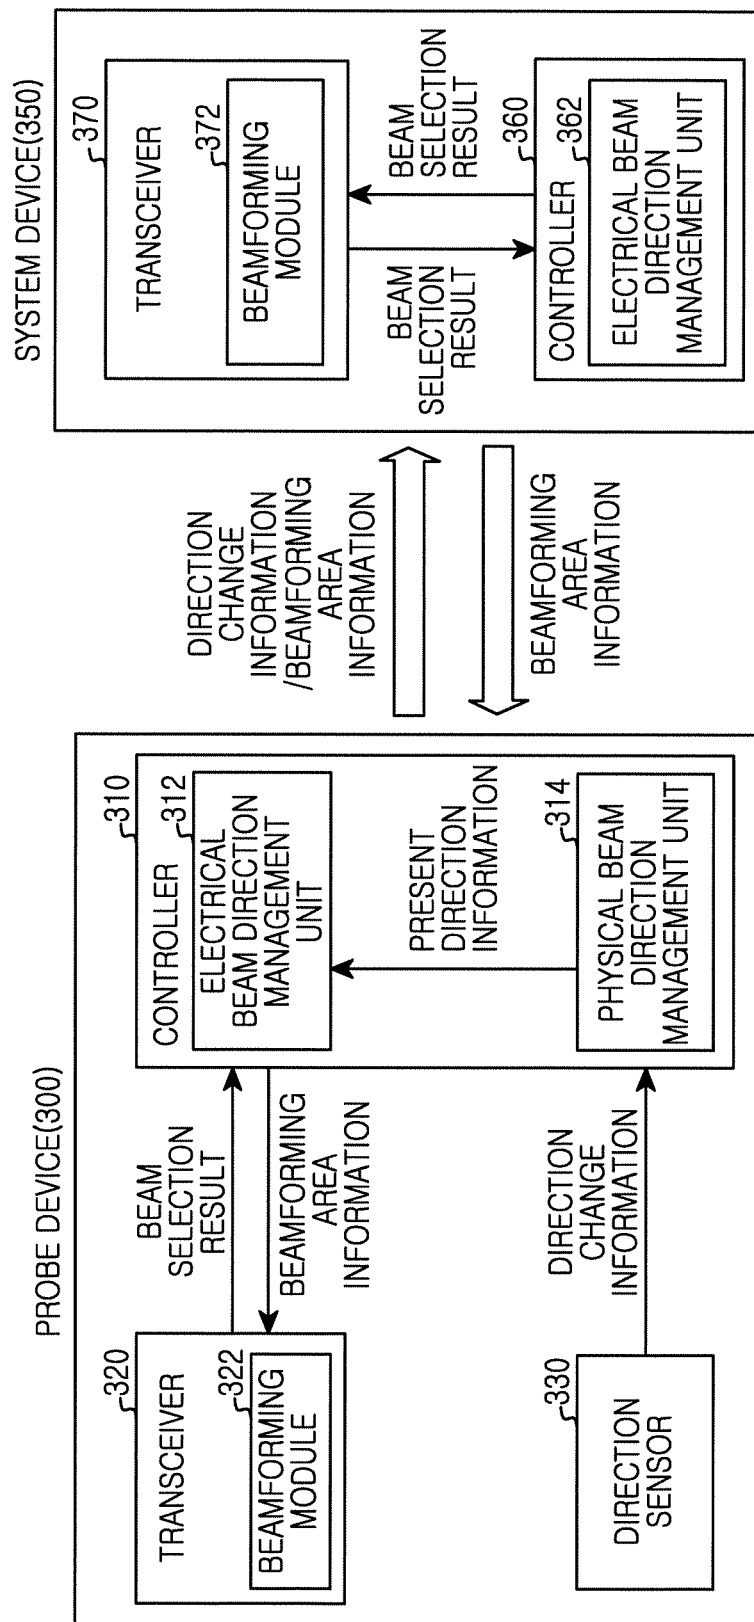 PROBE DEVICE(300)
320
TRANSCEIVER
322
BEAMFORMING
MODULE
BEAM
SELECTION
RESULT
BEAMFORMING
AREA
INFORMATION
310
CONTROLLER
312
ELECTRICAL
BEAM DIRECTION
MANAGEMENT
UNIT
PRESENT
DIRECTION
INFORMATION
314
PHYSICAL BEAM
DIRECTION
MANAGEMENT UNIT
330
DIRECTION
SENSOR
DIRECTION
CHANGE
INFORMATION
DIRECTION
CHANGE
INFORMATION
/BEAMFORMING
AREA
INFORMATION
BEAMFORMING
AREA
INFORMATION
SYSTEM DEVICE(350)
370
TRANSCEIVER
372
BEAMFORMING
MODULE
BEAM
SELECTION
RESULT
BEAM
SELECTION
RESULT
360
CONTROLLER
362
ELECTRICAL BEAM
DIRECTION
MANAGEMENT UNIT